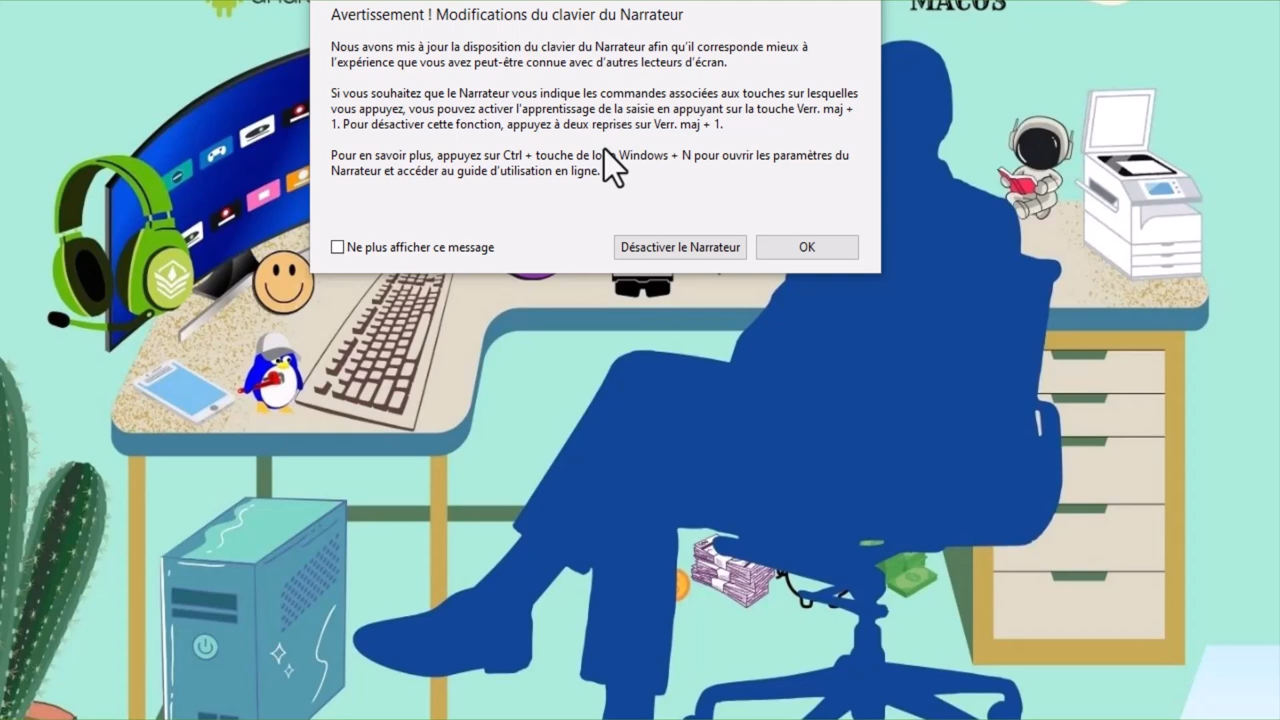 MACOS
Avertissement ! Modifications du clavier du Narrateur
Nous avons mis à jour la disposition du clavier du Narrateur afin qu'il corresponde mieux à
l'expérience que vous avez peut-être connue avec d'autres lecteurs d'écran.
Si vous souhaitez que le Narrateur vous indique les commandes associées aux touches sur lesquelles
vous appuyez, vous pouvez activer l'apprentissage de la saisie en appuyant sur la touche Verr. maj +
1. Pour désactiver cette fonction, appuyez à deux reprises sur Verr. maj + 1.
Pour en savoir plus, appuyez sur Ctrl + touche de Windows + N pour ouvrir les paramètres du
Narrateur et accéder au guide d'utilisation en ligne.
Ne plus afficher ce message
Désactiver le Narrateur
OK